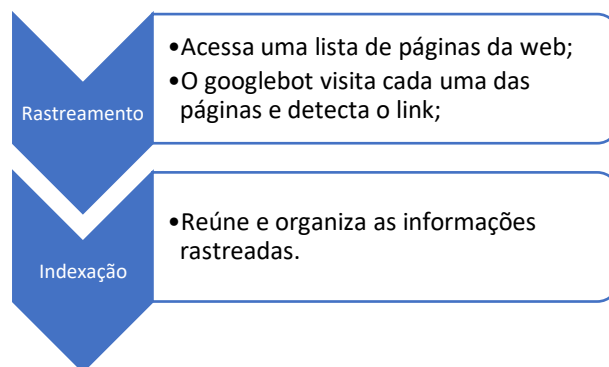 Rastreamento
•Acessa uma lista de páginas da web;
•O googlebot visita cada uma das
páginas e detecta o link;
Indexação
•Reúne e organiza as informações
rastreadas.